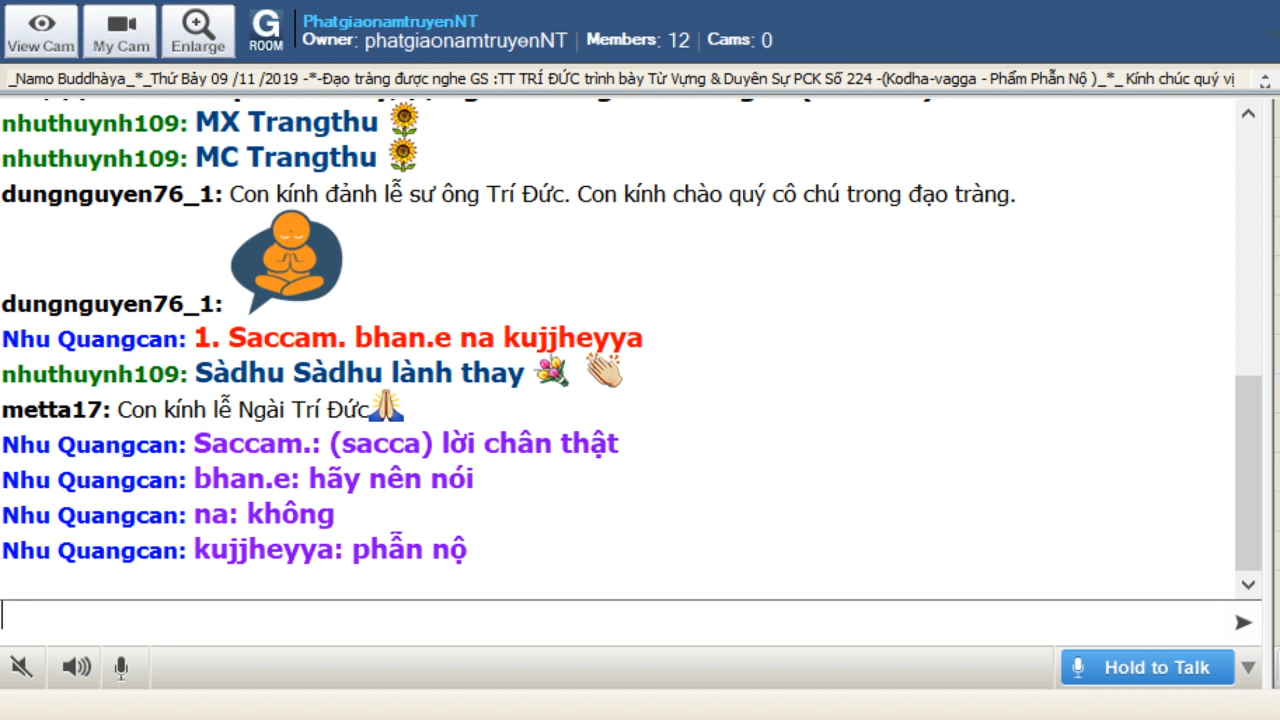 View Cam
My Cam
Enlarge
G ROOM
PhatgiaonamtruyenNT
Owner: phatgiaonamtruyenNT | Members: 12 | Cams: 0
_Namo Buddhàya_*_Thứ Bảy 09 /11 /2019 -*-Đạo tràng được nghe GS :TT TRÍ ĐỨC trình bày Từ Vựng & Duyên Sự PCK Số 224 -(Kodha-vagga - Phẩm Phẫn Nộ )_*_ Kính chúc quý vị
nhuthuynh109: MX Trangthu
nhuthuynh109: MC Trangthu
dungnguyen76_1: Con kính đảnh lễ sư ông Trí Đức. Con kính chào quý cô chú trong đạo tràng.
dungnguyen76_1:
Nhu Quangcan: 1. Saccam. bhan.e na kujjheyya
nhuthuynh109: Sàdhu Sàdhu lành thay
metta17: Con kính lễ Ngài Trí Đức
Nhu Quangcan: Saccam.: (sacca) lời chân thật
Nhu Quangcan: bhan.e: hãy nên nói
Nhu Quangcan: na: không
Nhu Quangcan: kujjheyya: phẫn nộ
Hold to Talk